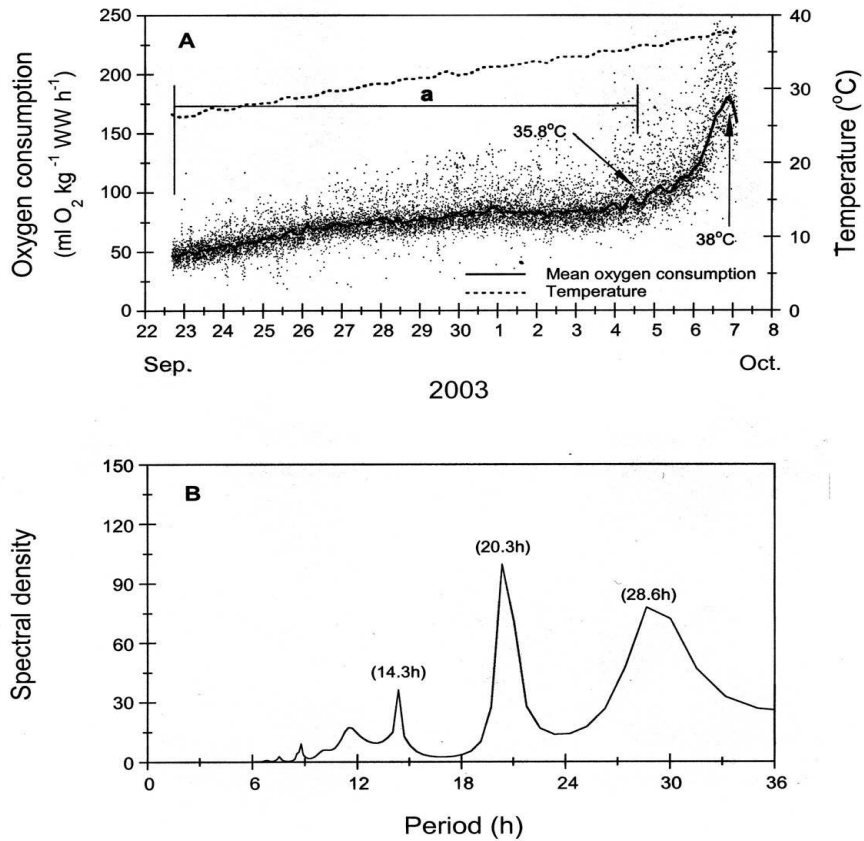 A
Oxygen consumption
(ml O₂ kg⁻¹ WW h⁻¹)
250
200
150
100
50
0
a
35.8°C
38°C
Mean oxygen consumption
Temperature
40
30
20
10
0
Temperature (°C)
22 23 24 25 26 27 28 29 30 1 2 3 4 5 6 7 8
Sep. Oct.
2003
B
Spectral density
150
120
90
60
30
0
(14.3h)
(20.3h)
(28.6h)
0 6 12 18 24 30 36
Period (h)